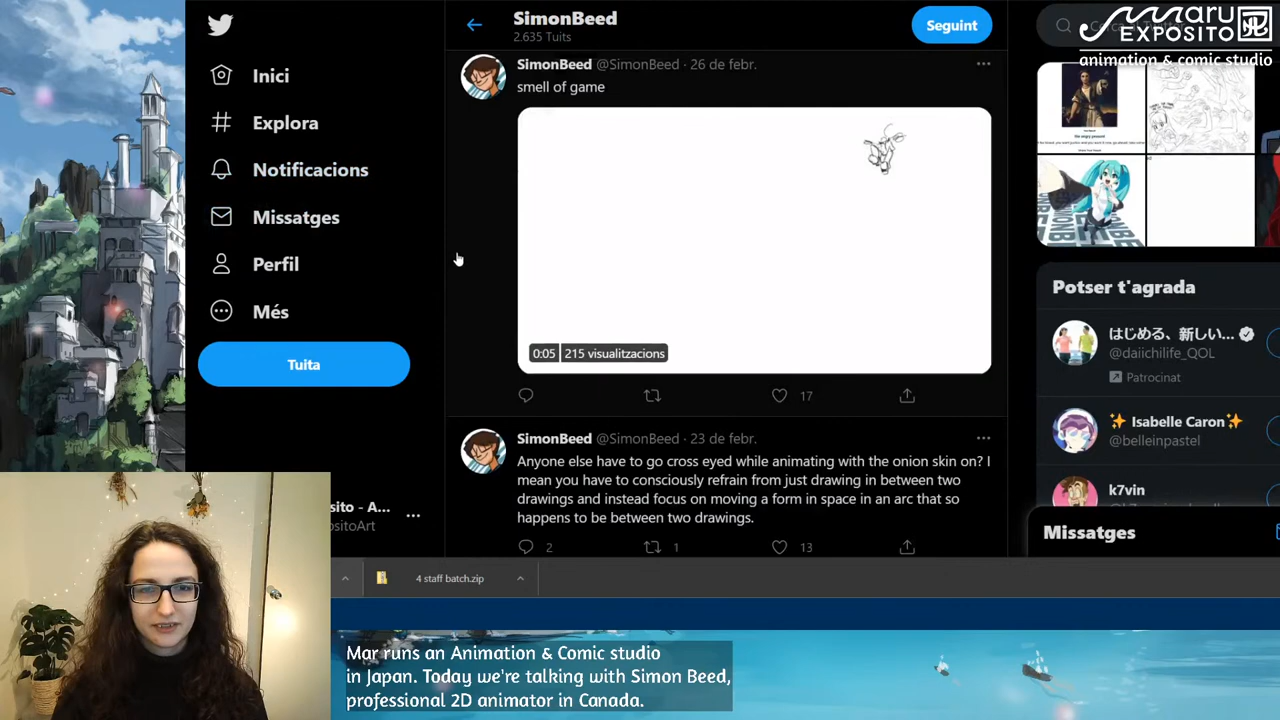 SimonBeed
2.635 Tuits
Seguint
maru
EXPOSITO
animation & comic studio
Inici
Explora
Notificacions
Missatges
Perfil
Més
Tuita
SimonBeed @SimonBeed · 26 de febr.
smell of game
0:05 215 visualitzacions
17
SimonBeed @SimonBeed · 23 de febr.
Anyone else have to go cross eyed while animating with the onion skin on? I
mean you have to consciously refrain from just drawing in between two
drawings and instead focus on moving a form in space in an arc that so
happens to be between two drawings.
2 1 13
Potser t'agrada
はじめる、新しい...
@daiichilife_QOL
Patrocinat
✨ Isabelle Caron✨
@belleinpastel
k7vin
Missatges
sito - A...
ositoArt
4 staff batch.zip
Mar runs an Animation & Comic studio
in Japan. Today we're talking with Simon Beed,
professional 2D animator in Canada.